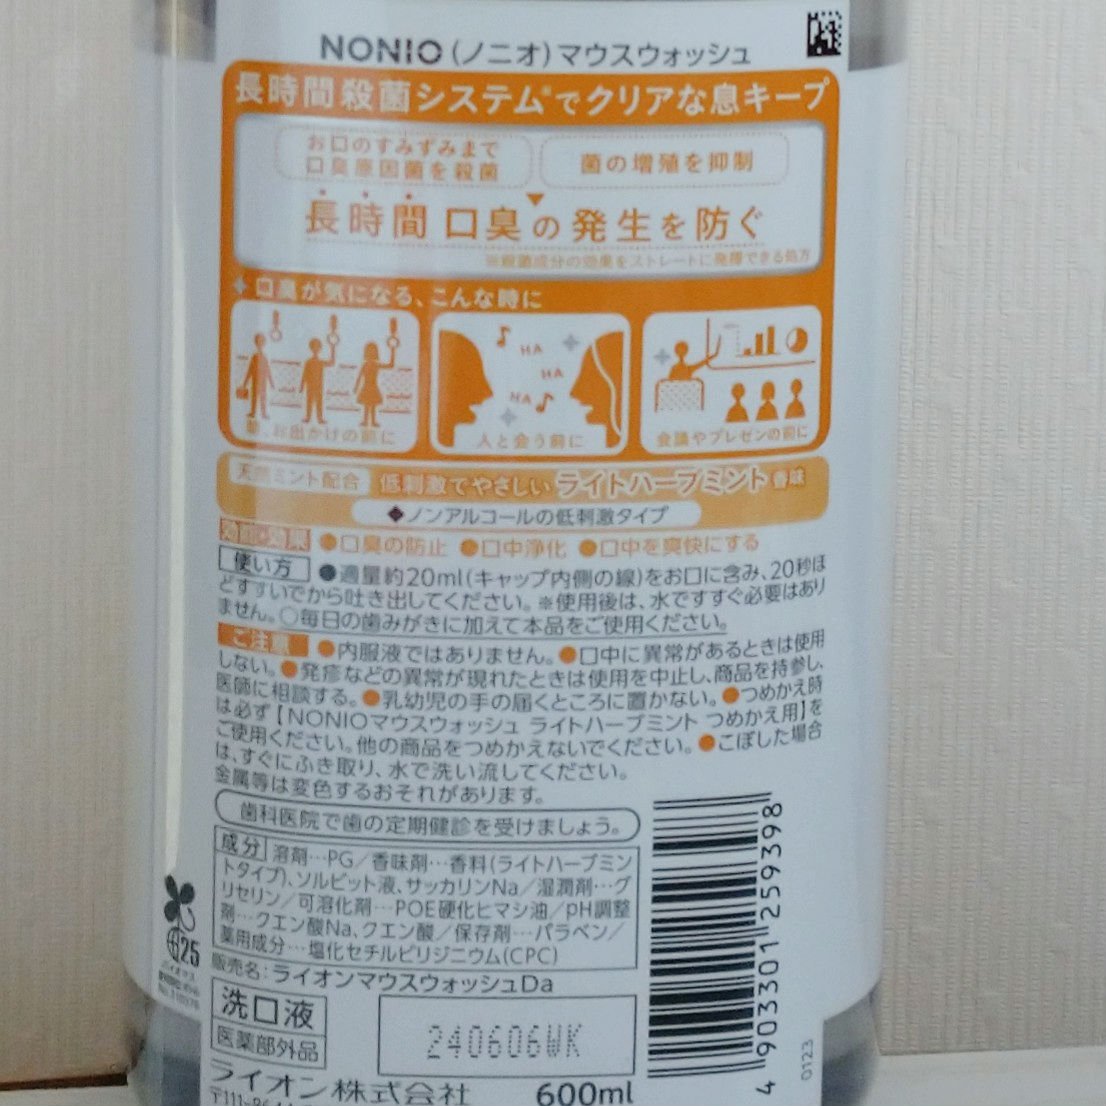 NONIO(ノニオ)マウスウォッシュ
長時間殺菌システム※でクリアな息キープ
お口のすみずみまで
口臭原因菌を殺菌
菌の増殖を抑制
長時間 口臭の発生を防ぐ
※殺菌成分の効果をストレートに発揮できる処方
口臭が気になる、こんな時に
HA
HA
HA
朝、お出かけの前に
人と会う前に
会議やプレゼンの前に
天然ミント配合 低刺激でやさしい ライトハーブミント香味
◆ノンアルコールの低刺激タイプ
効能・効果 ●口臭の防止 ●口中浄化 ●口中を爽快にする
使い方 ●適量約20ml(キャップ内側の線)をお口に含み、20秒ほ
どすすいでから吐き出してください。※使用後は、水ですすぐ必要はあり
ません。○毎日の歯みがきに加えて本品をご使用ください。
ご注意 ●内服液ではありません。●口中に異常があるときは使用
しない。●発疹などの異常が現れたときは使用を中止し、商品を持参し、
医師に相談する。●乳幼児の手の届くところに置かない。●つめかえ時
は必ず【NONIOマウスウォッシュ ライトハーブミント つめかえ用】を
ご使用ください。他の商品をつめかえないでください。●こぼした場合
は、すぐにふき取り、水で洗い流してください。
金属等は変色するおそれがあります。
歯科医院で歯の定期健診を受けましょう。
成分 溶剤…PG/香味剤…香料(ライトハーブミン
トタイプ)、ソルビット液、サッカリンNa/湿潤剤…グ
リセリン/可溶化剤…POE硬化ヒマシ油/pH調整
剤…クエン酸Na、クエン酸/保存剤…パラベン/
薬用成分…塩化セチルピリジニウム(CPC)
販売名:ライオンマウスウォッシュDa
洗口液
医薬部外品
240606WK
ライオン株式会社 600ml
25
バイオマス
4903301259398
0123